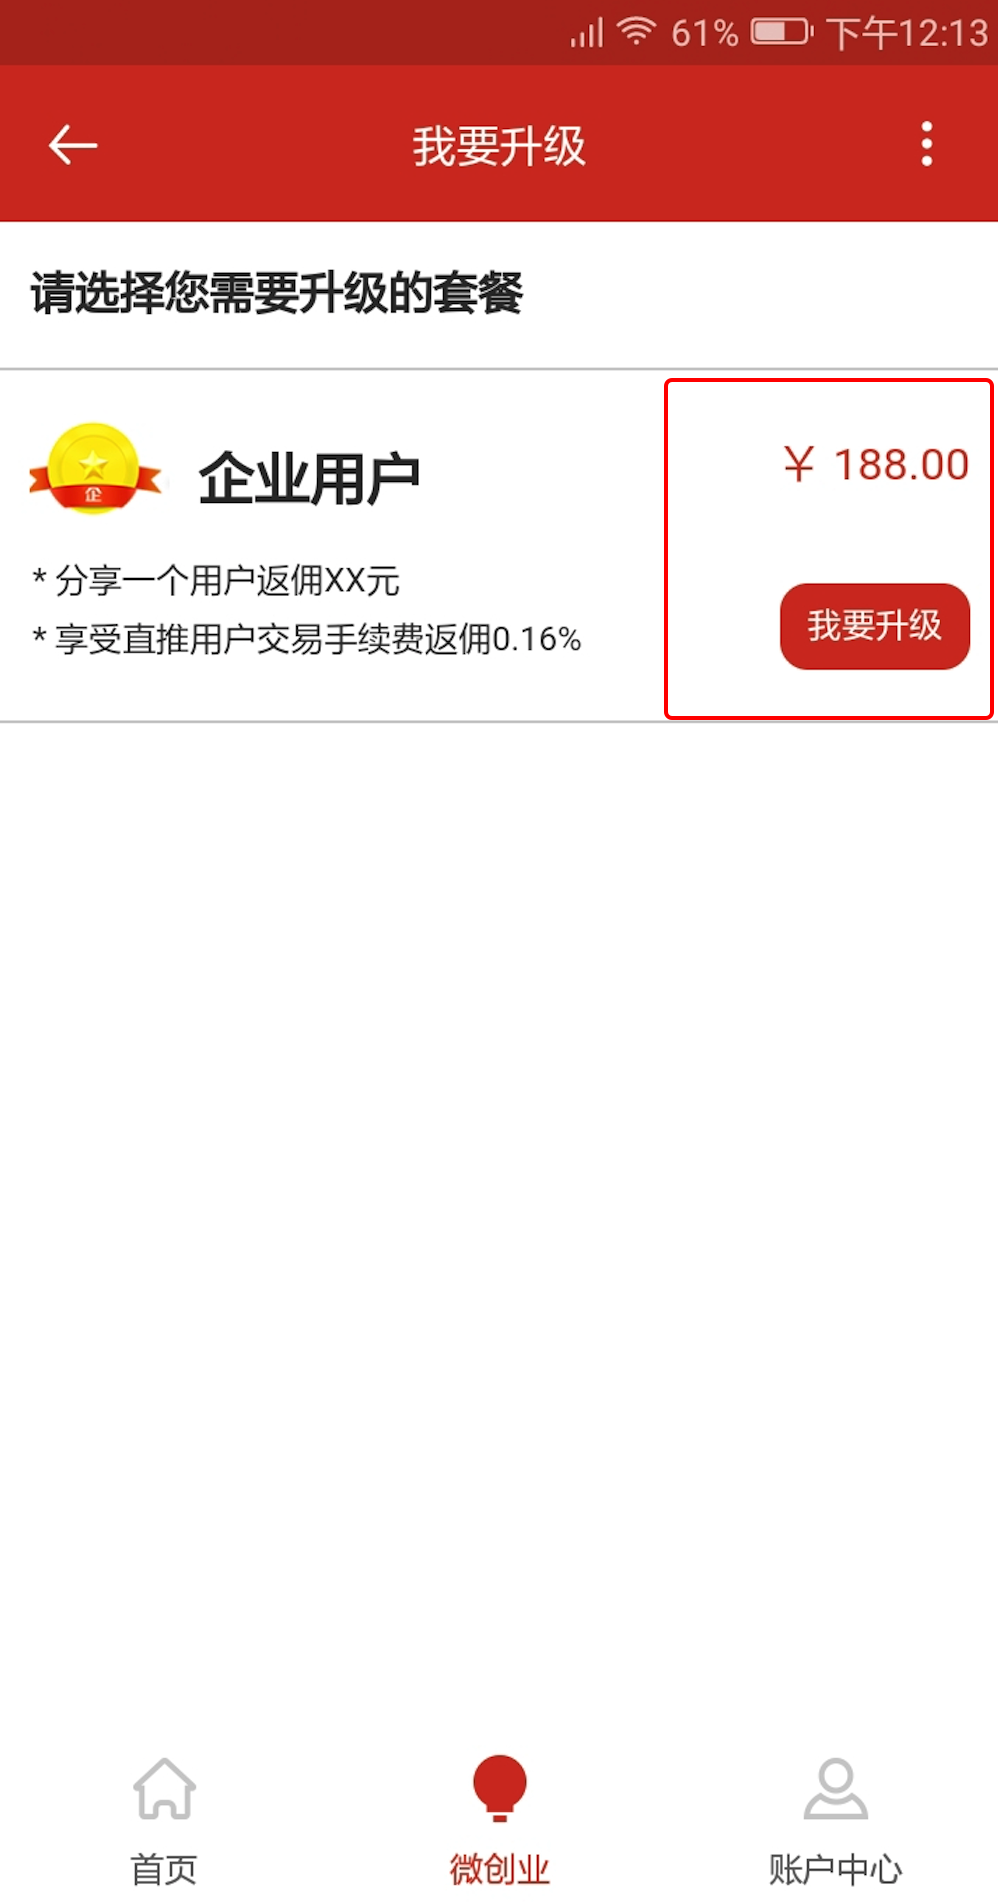 61% 下午12:13
我要升级
请选择您需要升级的套餐
企
企业用户
¥ 188.00
* 分享一个用户返佣XX元
* 享受直推用户交易手续费返佣0.16%
我要升级
首页
微创业
账户中心